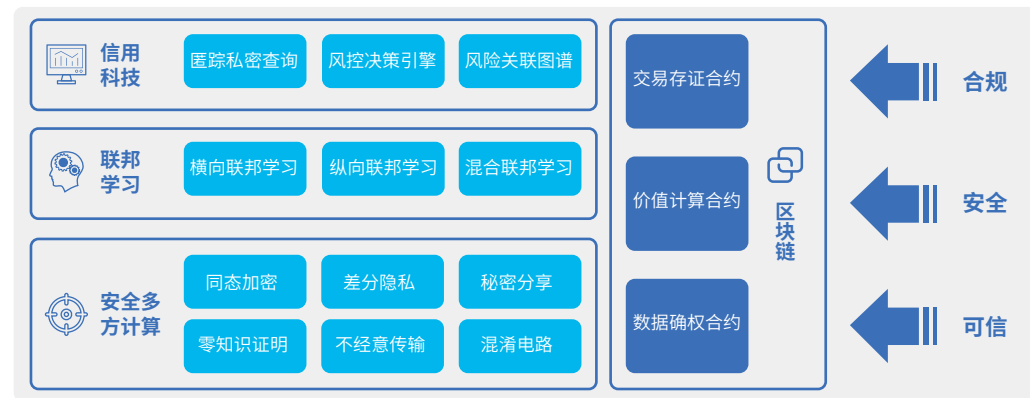 信用
科技
匿踪私密查询
风控决策引擎
风险关联图谱
联邦
学习
横向联邦学习
纵向联邦学习
混合联邦学习
安全多
方计算
同态加密
差分隐私
秘密分享
零知识证明
不经意传输
混淆电路
交易存证合约
价值计算合约
数据确权合约
区块链
合规
安全
可信